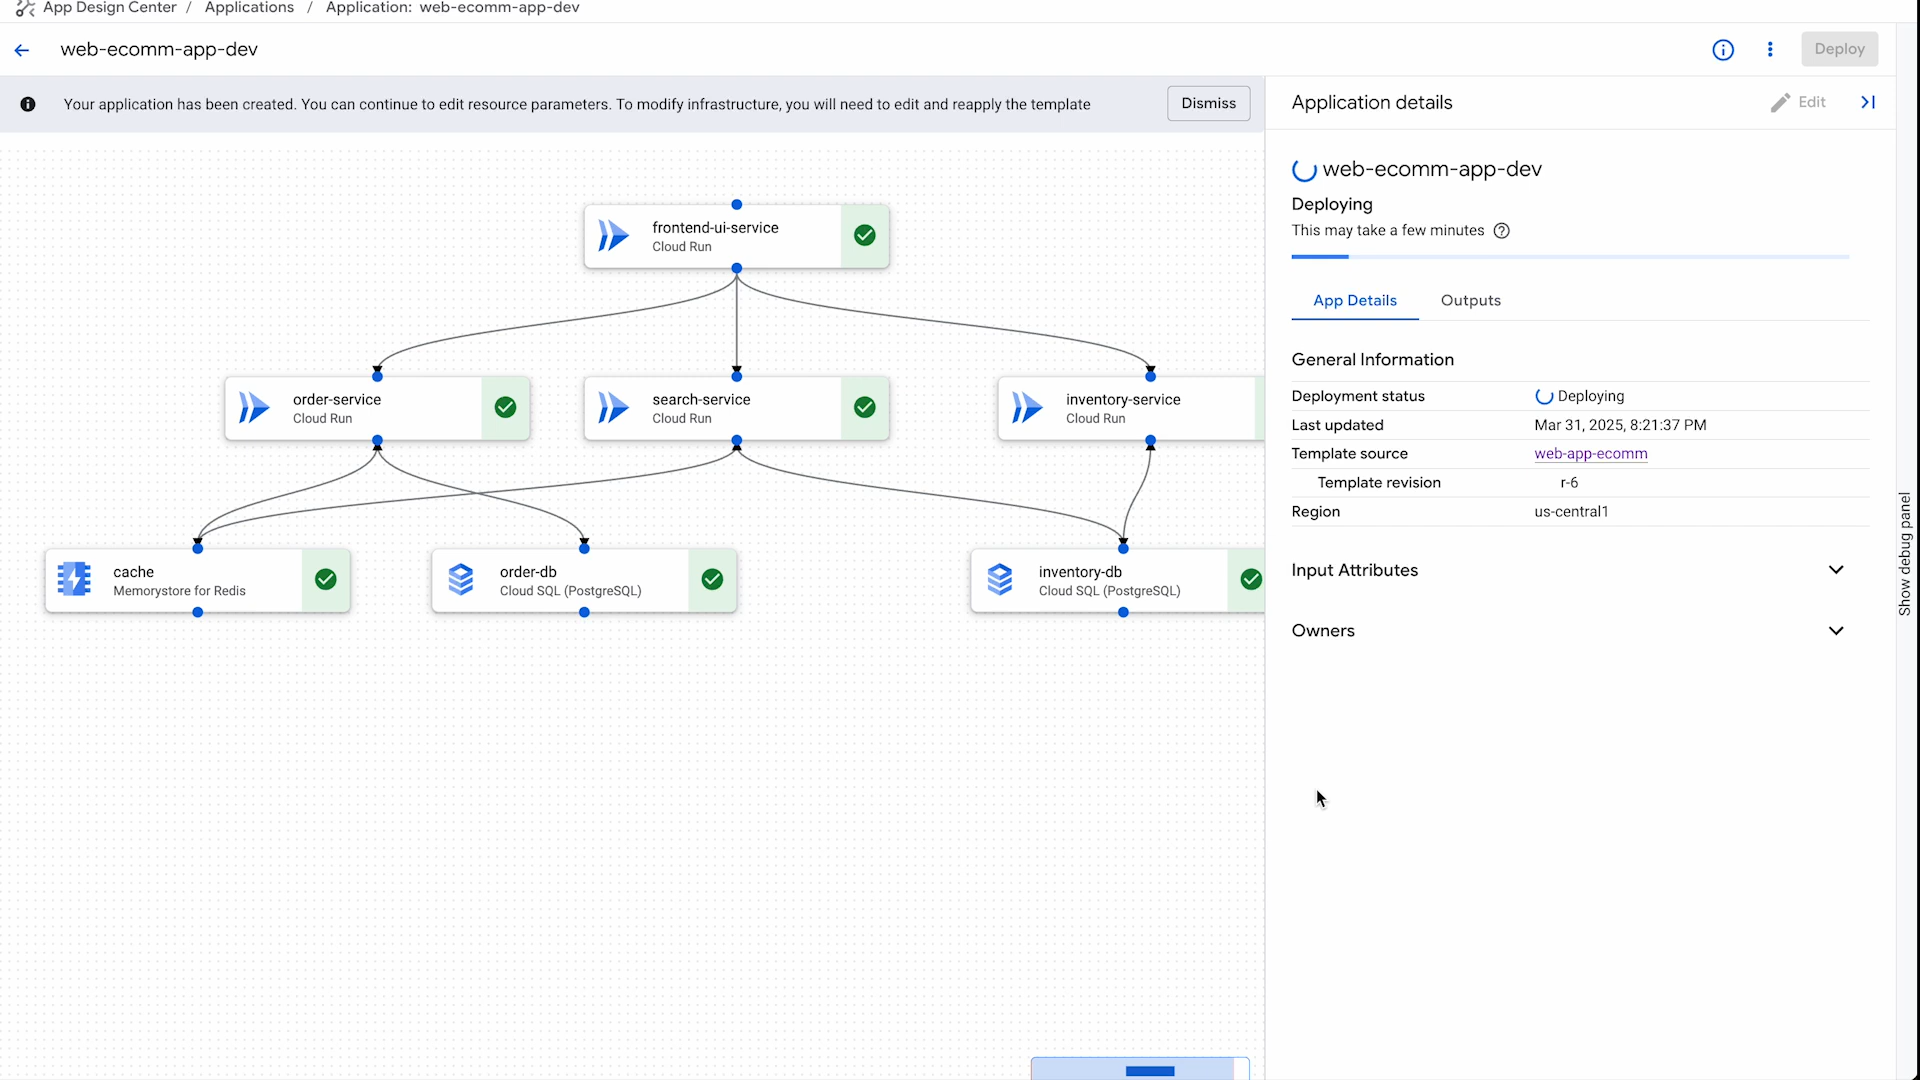 App Design Center / Applications / Application: web-ecomm-app-dev
web-ecomm-app-dev
Deploy
Your application has been created. You can continue to edit resource parameters. To modify infrastructure, you will need to edit and reapply the template
Dismiss
frontend-ui-service
Cloud Run
order-service
Cloud Run
search-service
Cloud Run
inventory-service
Cloud Run
cache
Memorystore for Redis
order-db
Cloud SQL (PostgreSQL)
inventory-db
Cloud SQL (PostgreSQL)
Application details
Edit
web-ecomm-app-dev
Deploying
This may take a few minutes
App Details
Outputs
General Information
Deployment status Deploying
Last updated Mar 31, 2025, 8:21:37 PM
Template source web-app-ecomm
Template revision r-6
Region us-central1
Input Attributes
Owners
Show debug panel